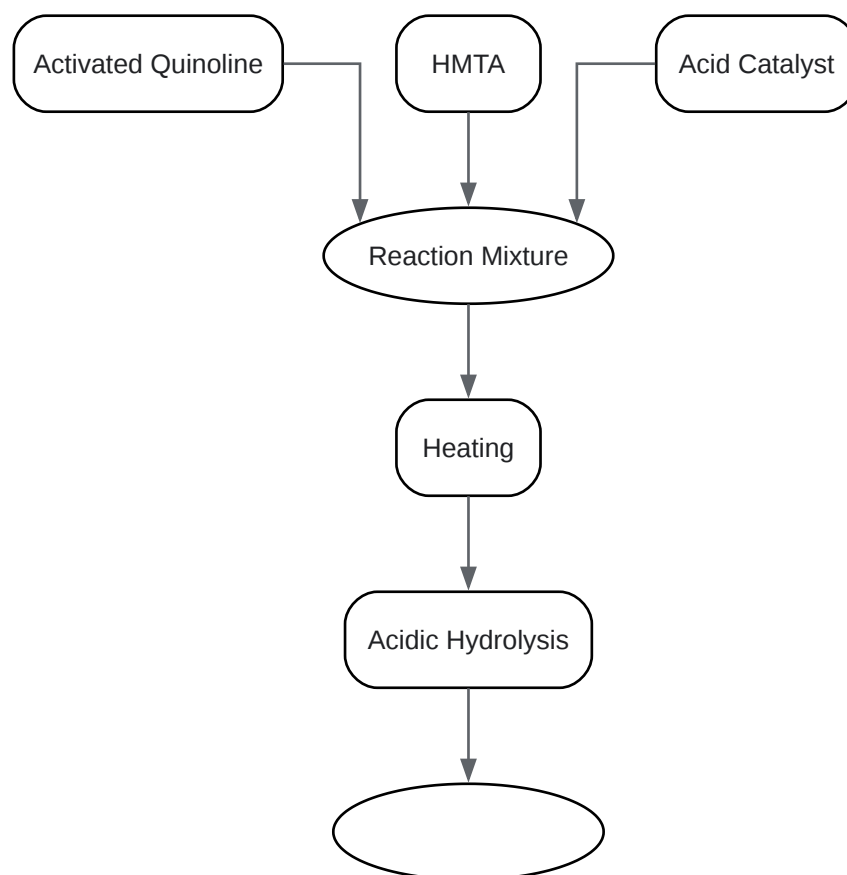 Activated Quinoline
HMTA
Acid Catalyst
Reaction Mixture
Heating
Acidic Hydrolysis